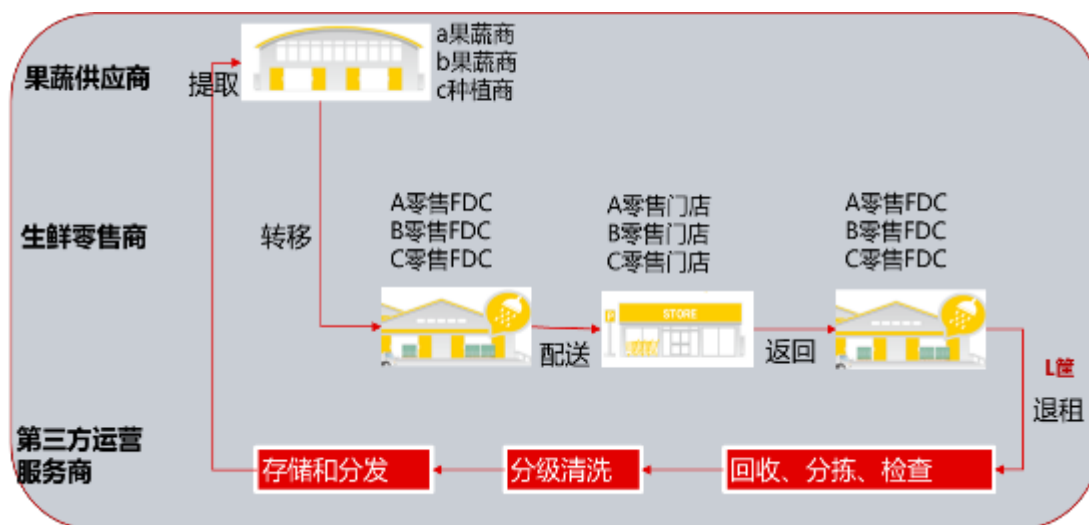 果蔬供应商
提取
a果蔬商
b果蔬商
c种植商
生鲜零售商
转移
A零售FDC
B零售FDC
C零售FDC
A零售门店
B零售门店
C零售门店
A零售FDC
B零售FDC
C零售FDC
P
STORE
配送
返回
L筐
退租
第三方运营
服务商
存储和分发
分级清洗
回收、分拣、检查